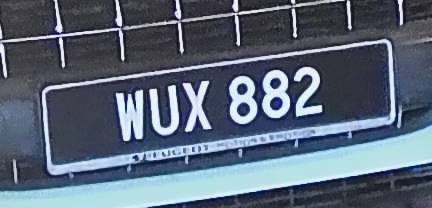 WUX 882
PEUGEOT MOTION & EMOTION